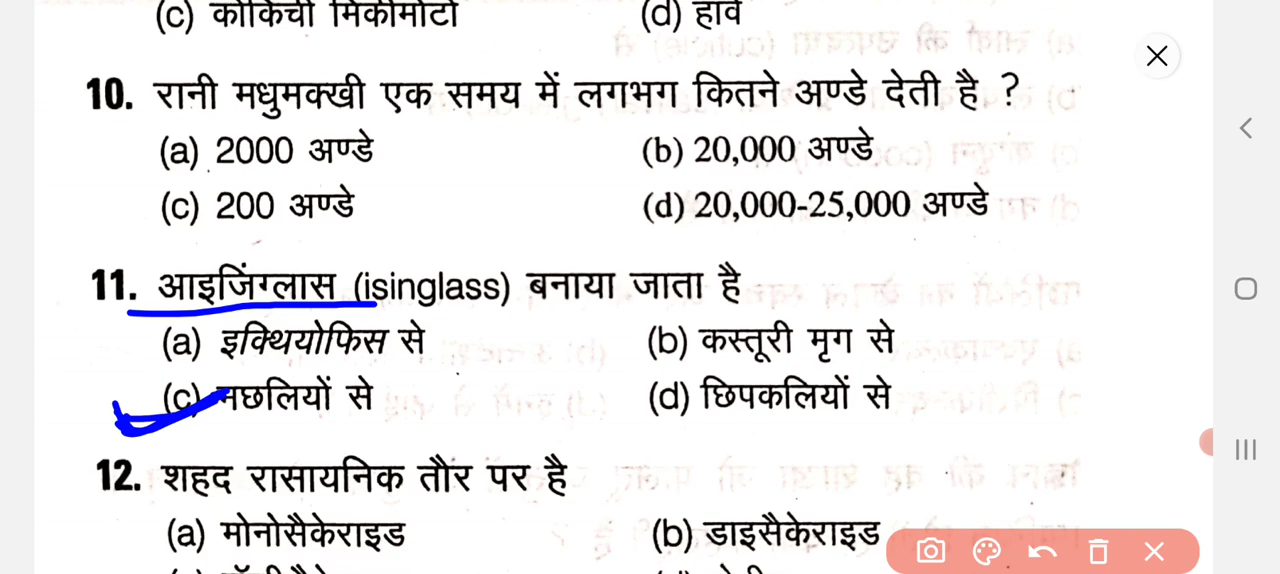 (c) कोकिची मिकीमोटो (d) हार्वे
10. रानी मधुमक्खी एक समय में लगभग कितने अण्डे देती है ?
(a) 2000 अण्डे (b) 20,000 अण्डे
(c) 200 अण्डे (d) 20,000-25,000 अण्डे
11. आइजिंग्लास (isinglass) बनाया जाता है
(a) इक्थियोफिस से (b) कस्तूरी मृग से
(c) मछलियों से (d) छिपकलियों से
12. शहद रासायनिक तौर पर है
(a) मोनोसैकेराइड (b) डाइसैकेराइड